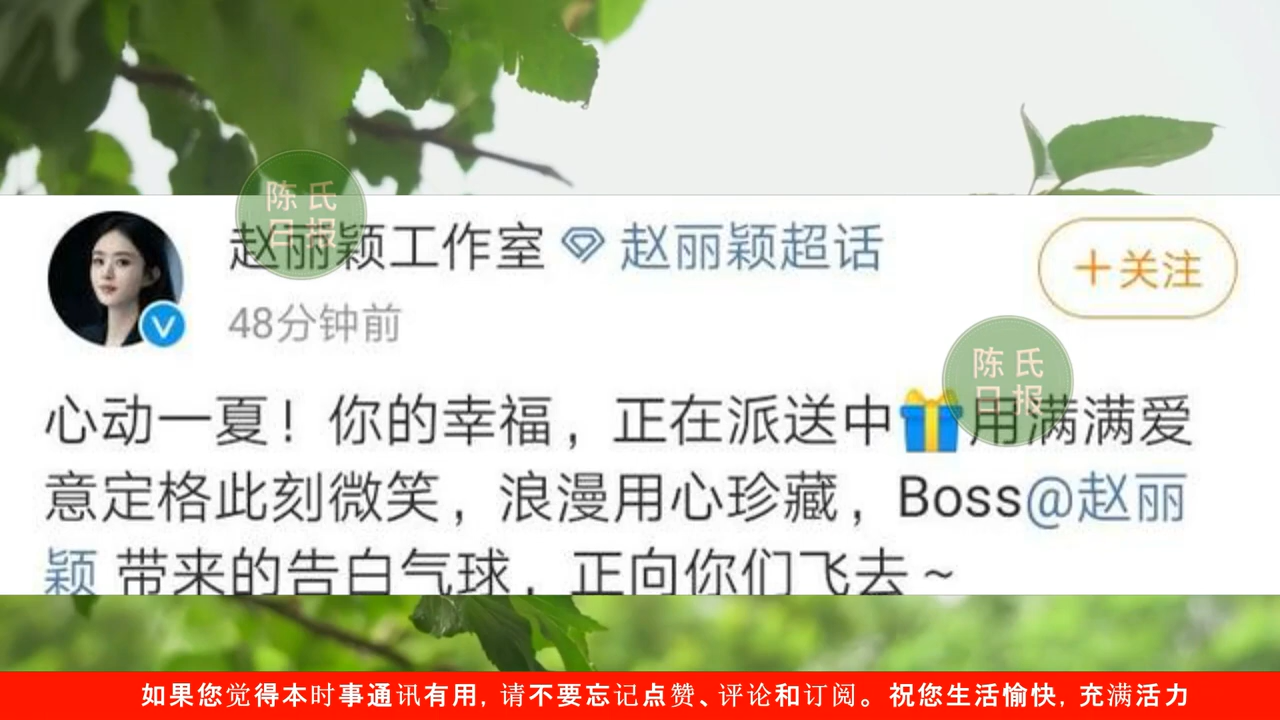 陈氏
日报
赵丽颖工作室 赵丽颖超话
+关注
48分钟前
陈氏
日报
心动一夏！你的幸福，正在派送中🎁用满满爱
意定格此刻微笑，浪漫用心珍藏，Boss@赵丽
颖 带来的告白气球，正向你们飞去~
如果您觉得本时事通讯有用, 请不要忘记点赞、评论和订阅。祝您生活愉快, 充满活力